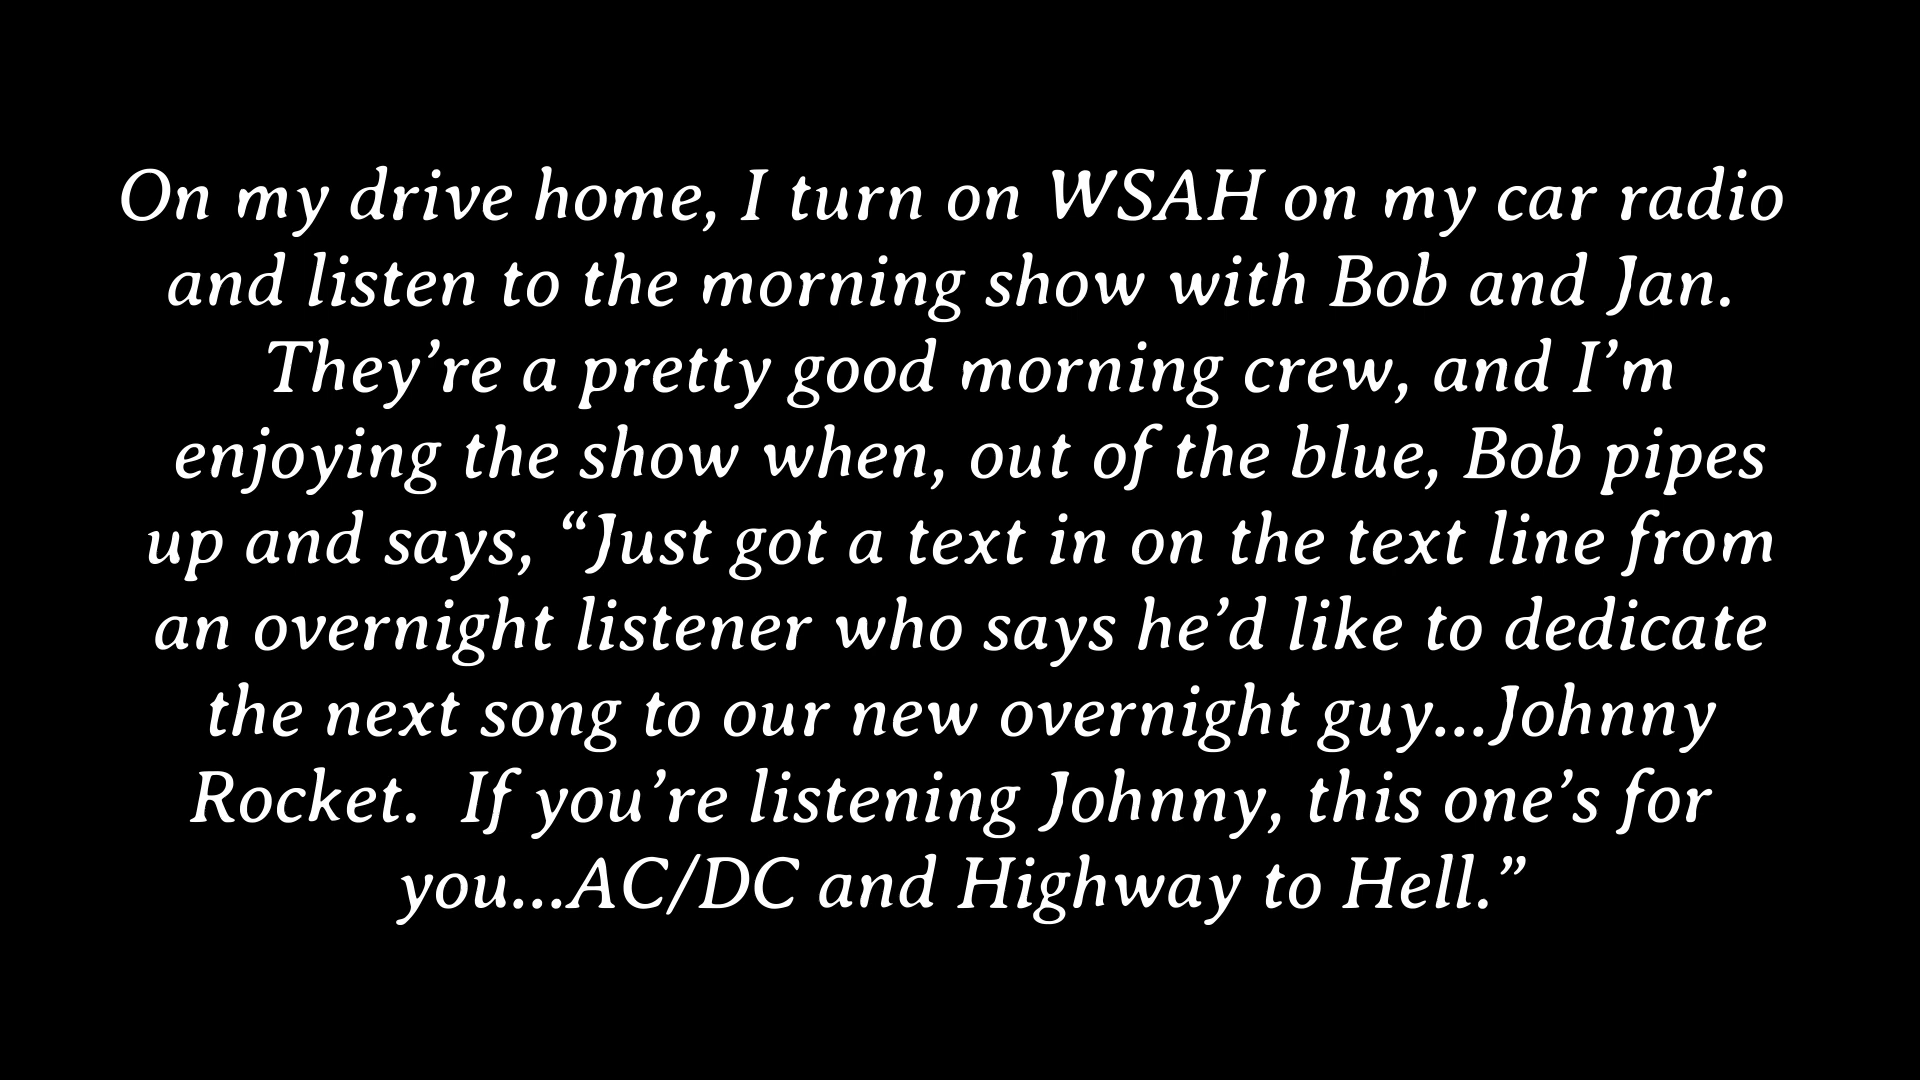 On my drive home, I turn on WSAH on my car radio
and listen to the morning show with Bob and Jan.
They’re a pretty good morning crew, and I’m
enjoying the show when, out of the blue, Bob pipes
up and says, “Just got a text in on the text line from
an overnight listener who says he’d like to dedicate
the next song to our new overnight guy...Johnny
Rocket.  If you’re listening Johnny, this one’s for
you...AC/DC and Highway to Hell.”